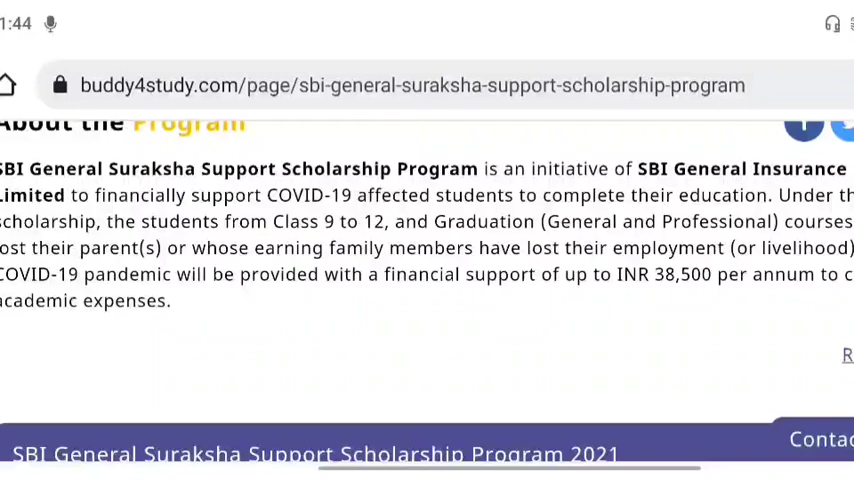 1:44
buddy4study.com/page/sbi-general-suraksha-support-scholarship-program
About the Program
SBI General Suraksha Support Scholarship Program is an initiative of SBI General Insurance
Limited to financially support COVID-19 affected students to complete their education. Under th
scholarship, the students from Class 9 to 12, and Graduation (General and Professional) courses
lost their parent(s) or whose earning family members have lost their employment (or livelihood)
COVID-19 pandemic will be provided with a financial support of up to INR 38,500 per annum to c
academic expenses.
R
Contac
SBI General Suraksha Support Scholarship Program 2021